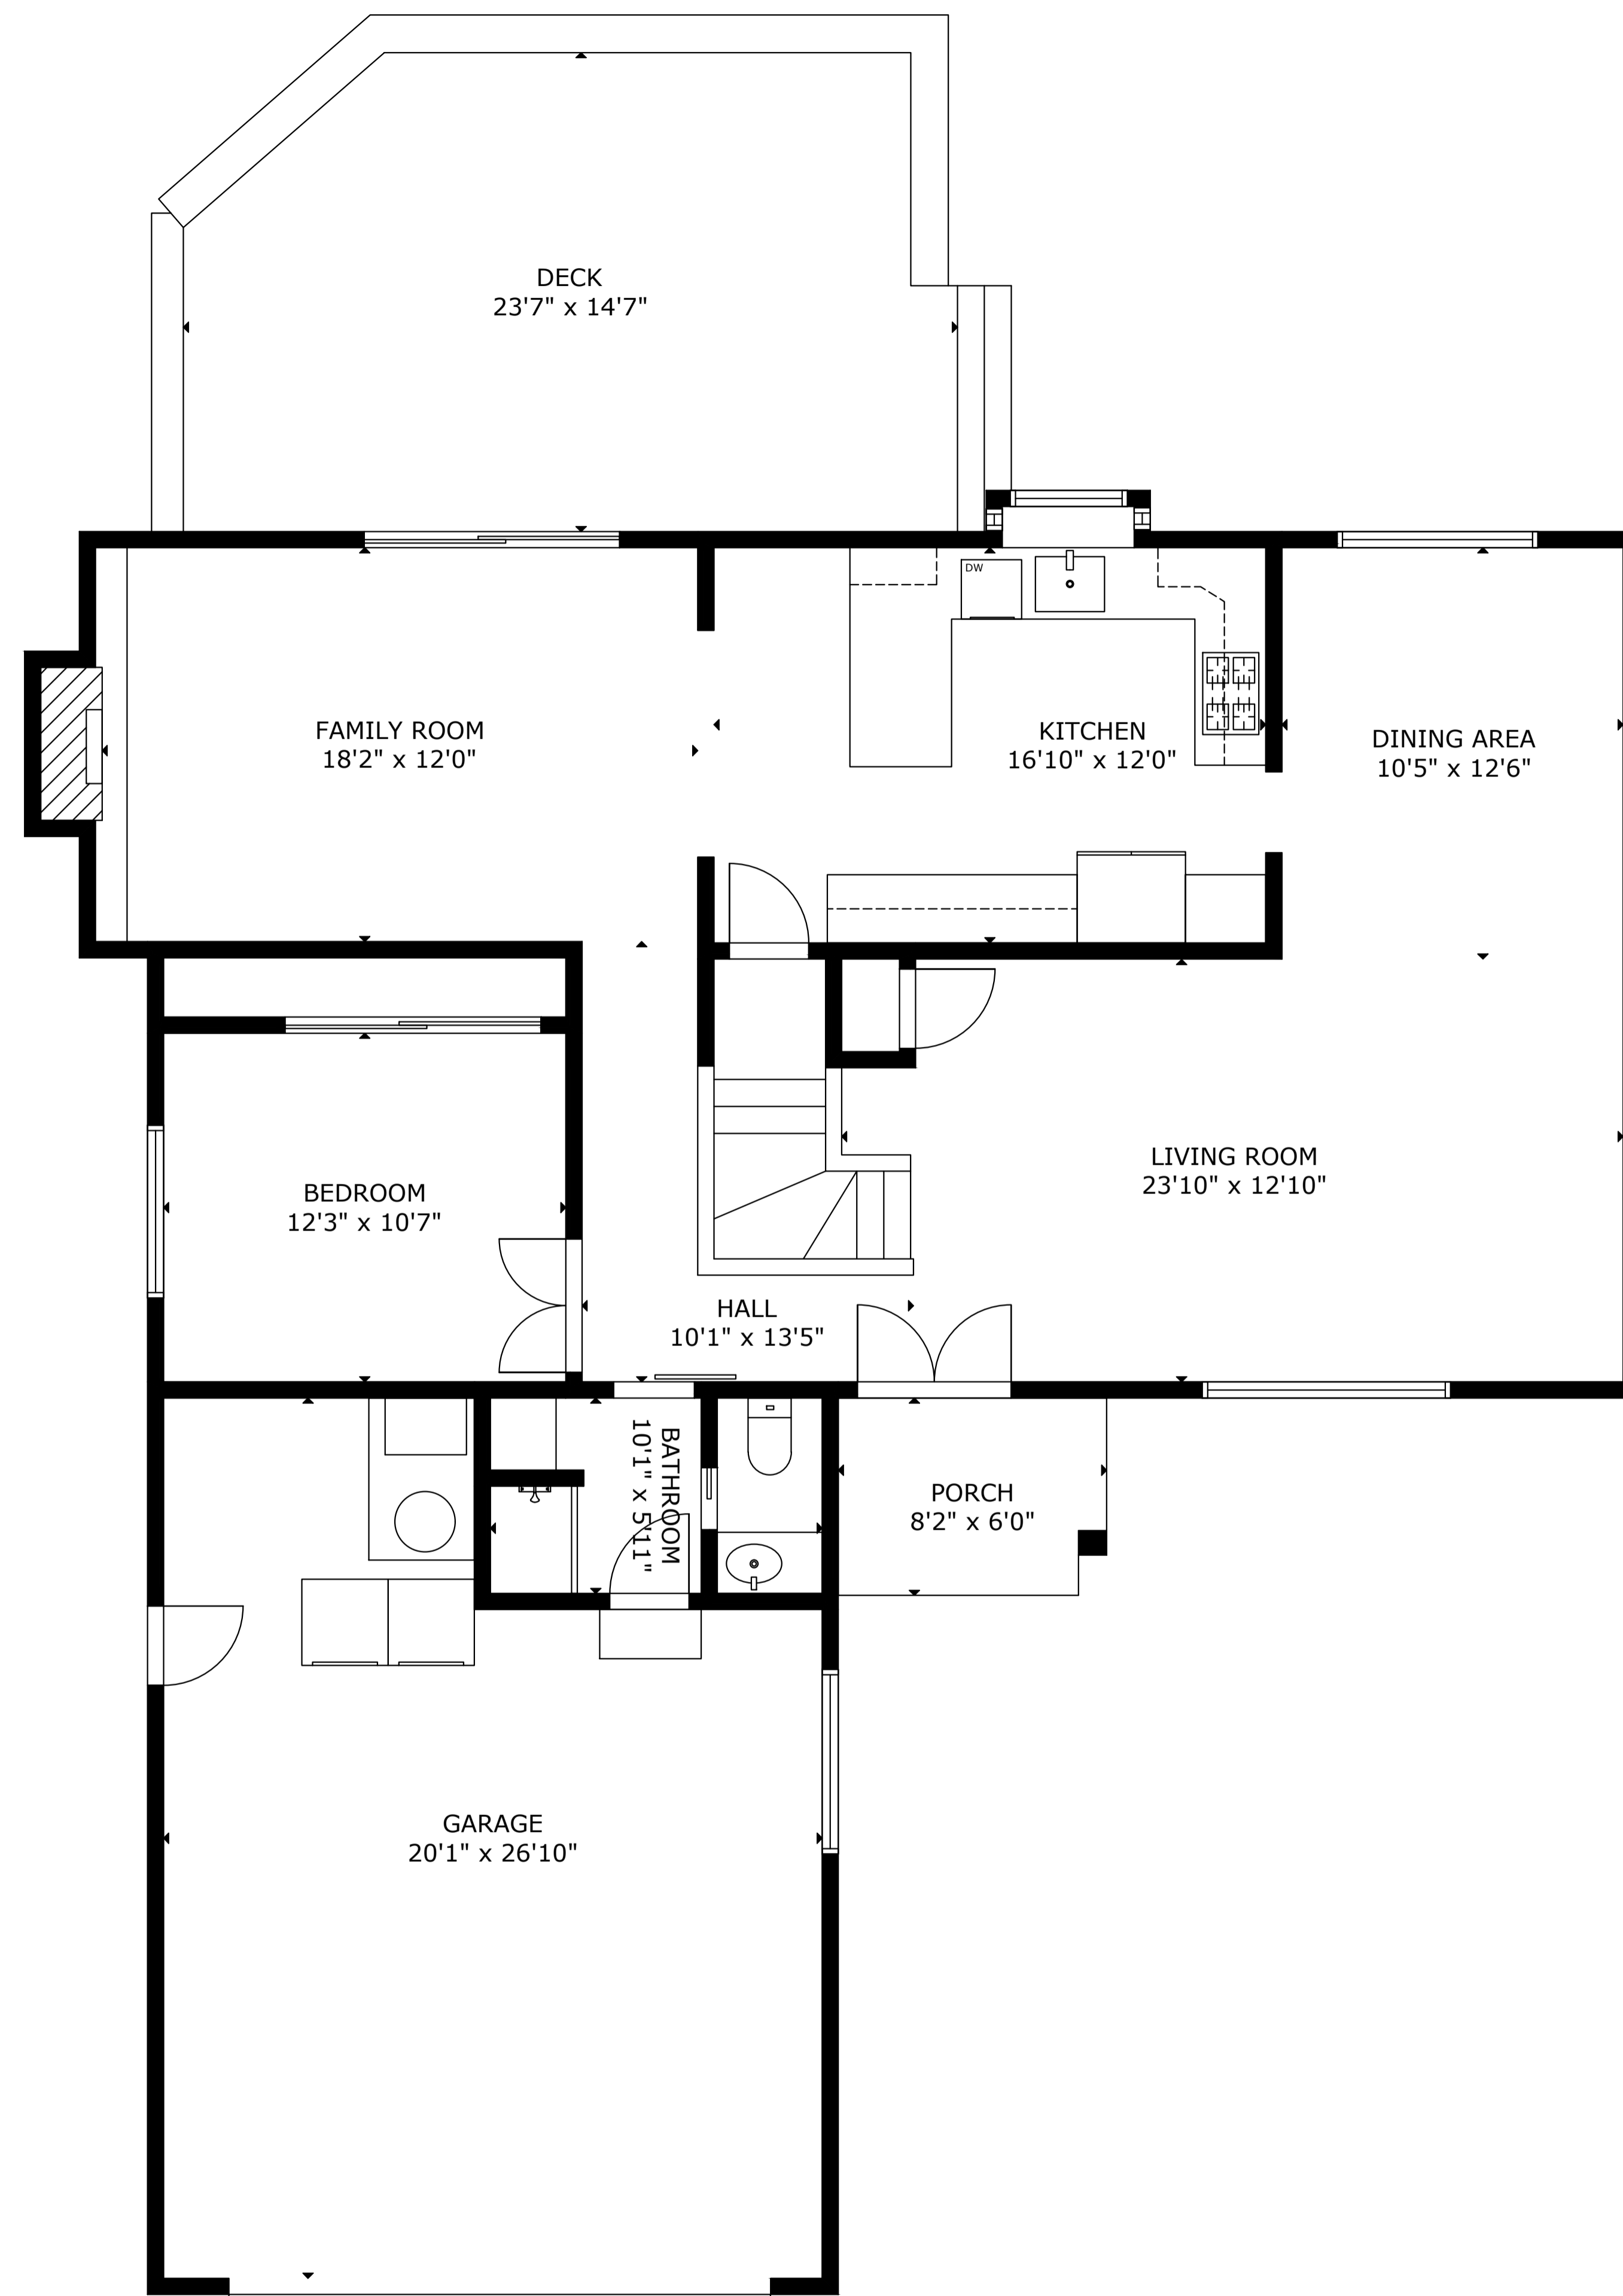 DECK
23'7" x 14'7"
DW
FAMILY ROOM
18'2" x 12'0"
KITCHEN
16'10" x 12'0"
DINING AREA
10'5" x 12'6"
LIVING ROOM
23'10" x 12'10"
BEDROOM
12'3" x 10'7"
HALL
10'1" x 13'5"
BATHROOM
10'1" x 5'11"
PORCH
8'2" x 6'0"
GARAGE
20'1" x 26'10"